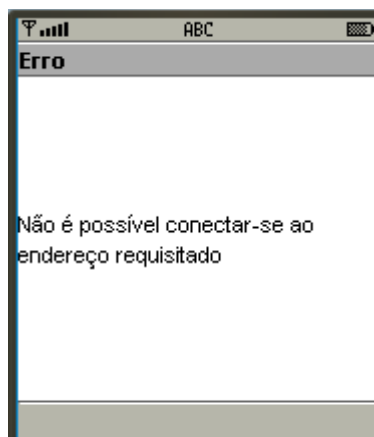 ABC
Erro
Não é possível conectar-se ao
endereço requisitado